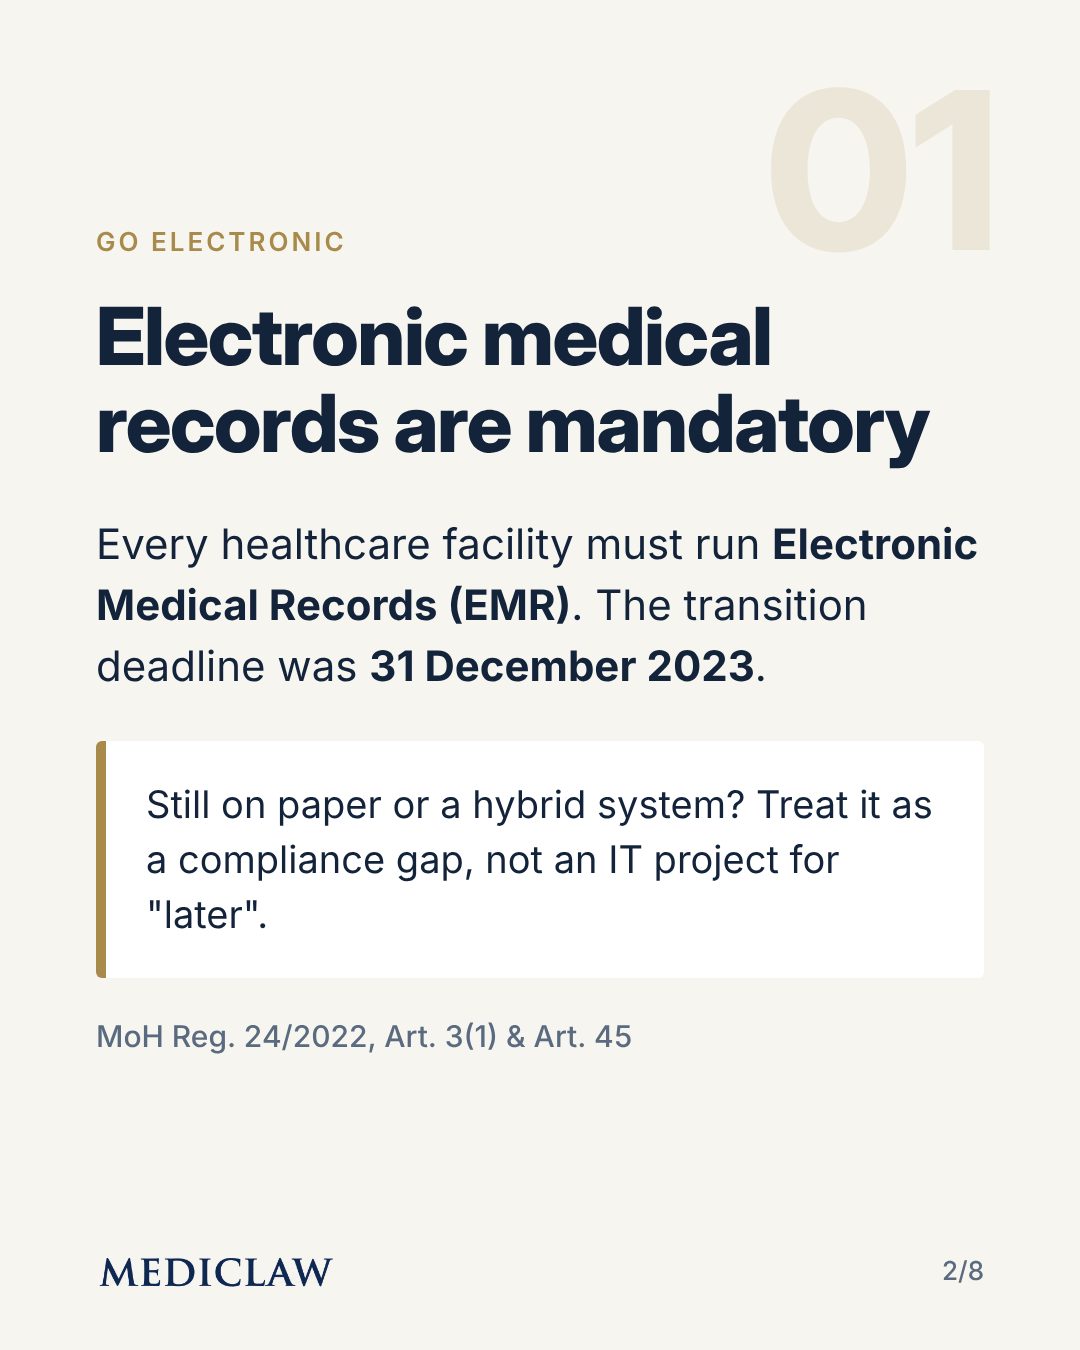 01
GO ELECTRONIC
Electronic medical
records are mandatory
Every healthcare facility must run Electronic
Medical Records (EMR). The transition
deadline was 31 December 2023.
Still on paper or a hybrid system? Treat it as
a compliance gap, not an IT project for
"later".
MoH Reg. 24/2022, Art. 3(1) & Art. 45
MEDICLAW
2/8